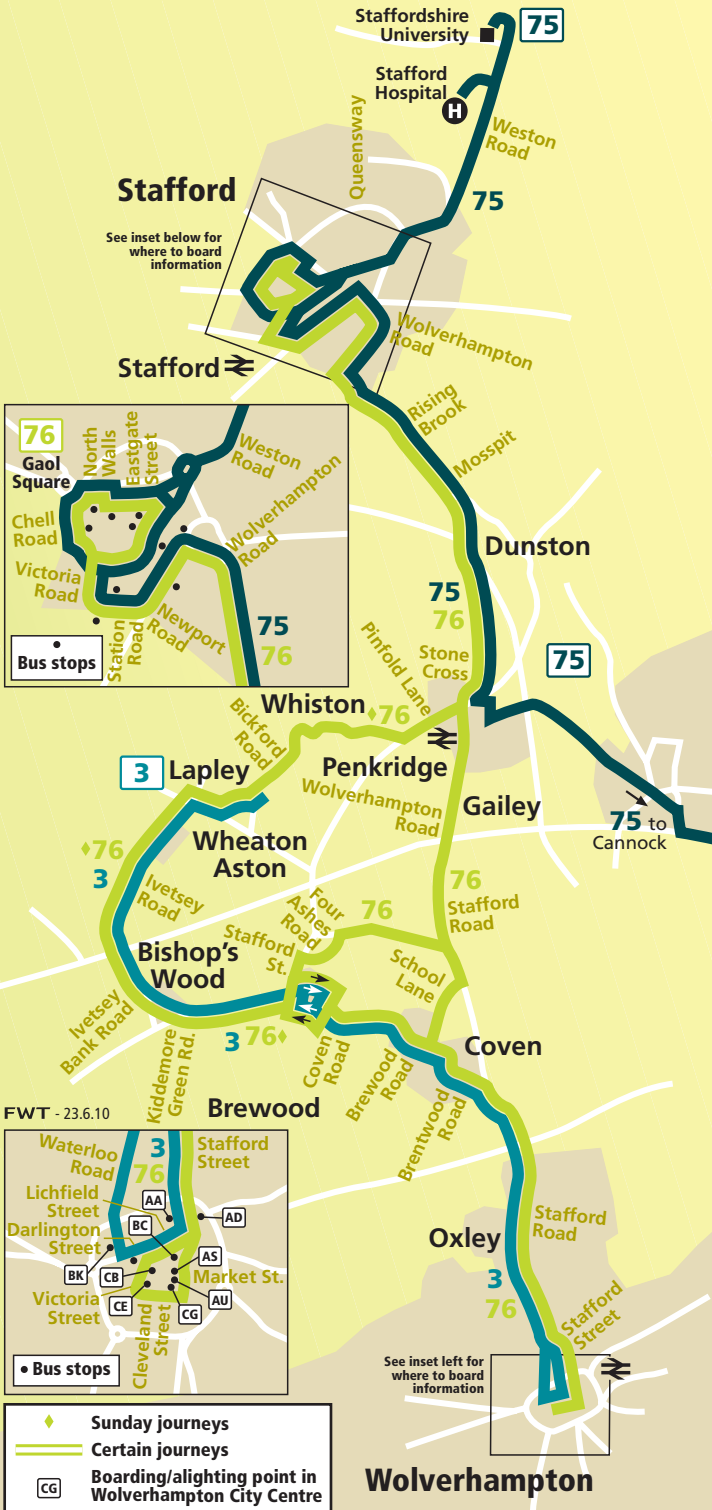 Staffordshire
University
75
Stafford
Hospital
H
Queensway
Weston
Road
75
Stafford
See inset below for
where to board
information
Wolverhampton
Road
Stafford
Rising
Brook
Mosspit
76
Gaol
Square
North
Walls
Eastgate
Street
Weston
Road
Wolverhampton
Road
Chell
Road
Victoria
Road
Station
Road
Newport
Road
75
76
Bus stops
Dunston
75
76
Stone
Cross
Pinfold Lane
75
Whiston
76
Bickford
Road
3
Lapley
Penkridge
Wolverhampton
Road
Gailey
75 to
Cannock
Wheaton
Aston
76
3
Ivetsey
Road
Four
Ashes
Road
76
76
Stafford
Road
Stafford
St.
School
Lane
Bishop's
Wood
Ivetsey
Bank Road
Kiddemore
Green Rd.
3
76
Coven
Road
Brewood
Road
Coven
Brentwood
Road
Brewood
FWT - 23.6.10
Waterloo
Road
3
76
Stafford
Street
Lichfield
Street
Darlington
Street
AA
BC
AD
AS
BK
CB
Market St.
AU
Victoria
Street
CE
CG
Cleveland
Street
Bus stops
Oxley
Stafford
Road
3
76
Stafford
Street
See inset left for
where to board
information
Wolverhampton
Sunday journeys
Certain journeys
CG
Boarding/alighting point in
Wolverhampton City Centre